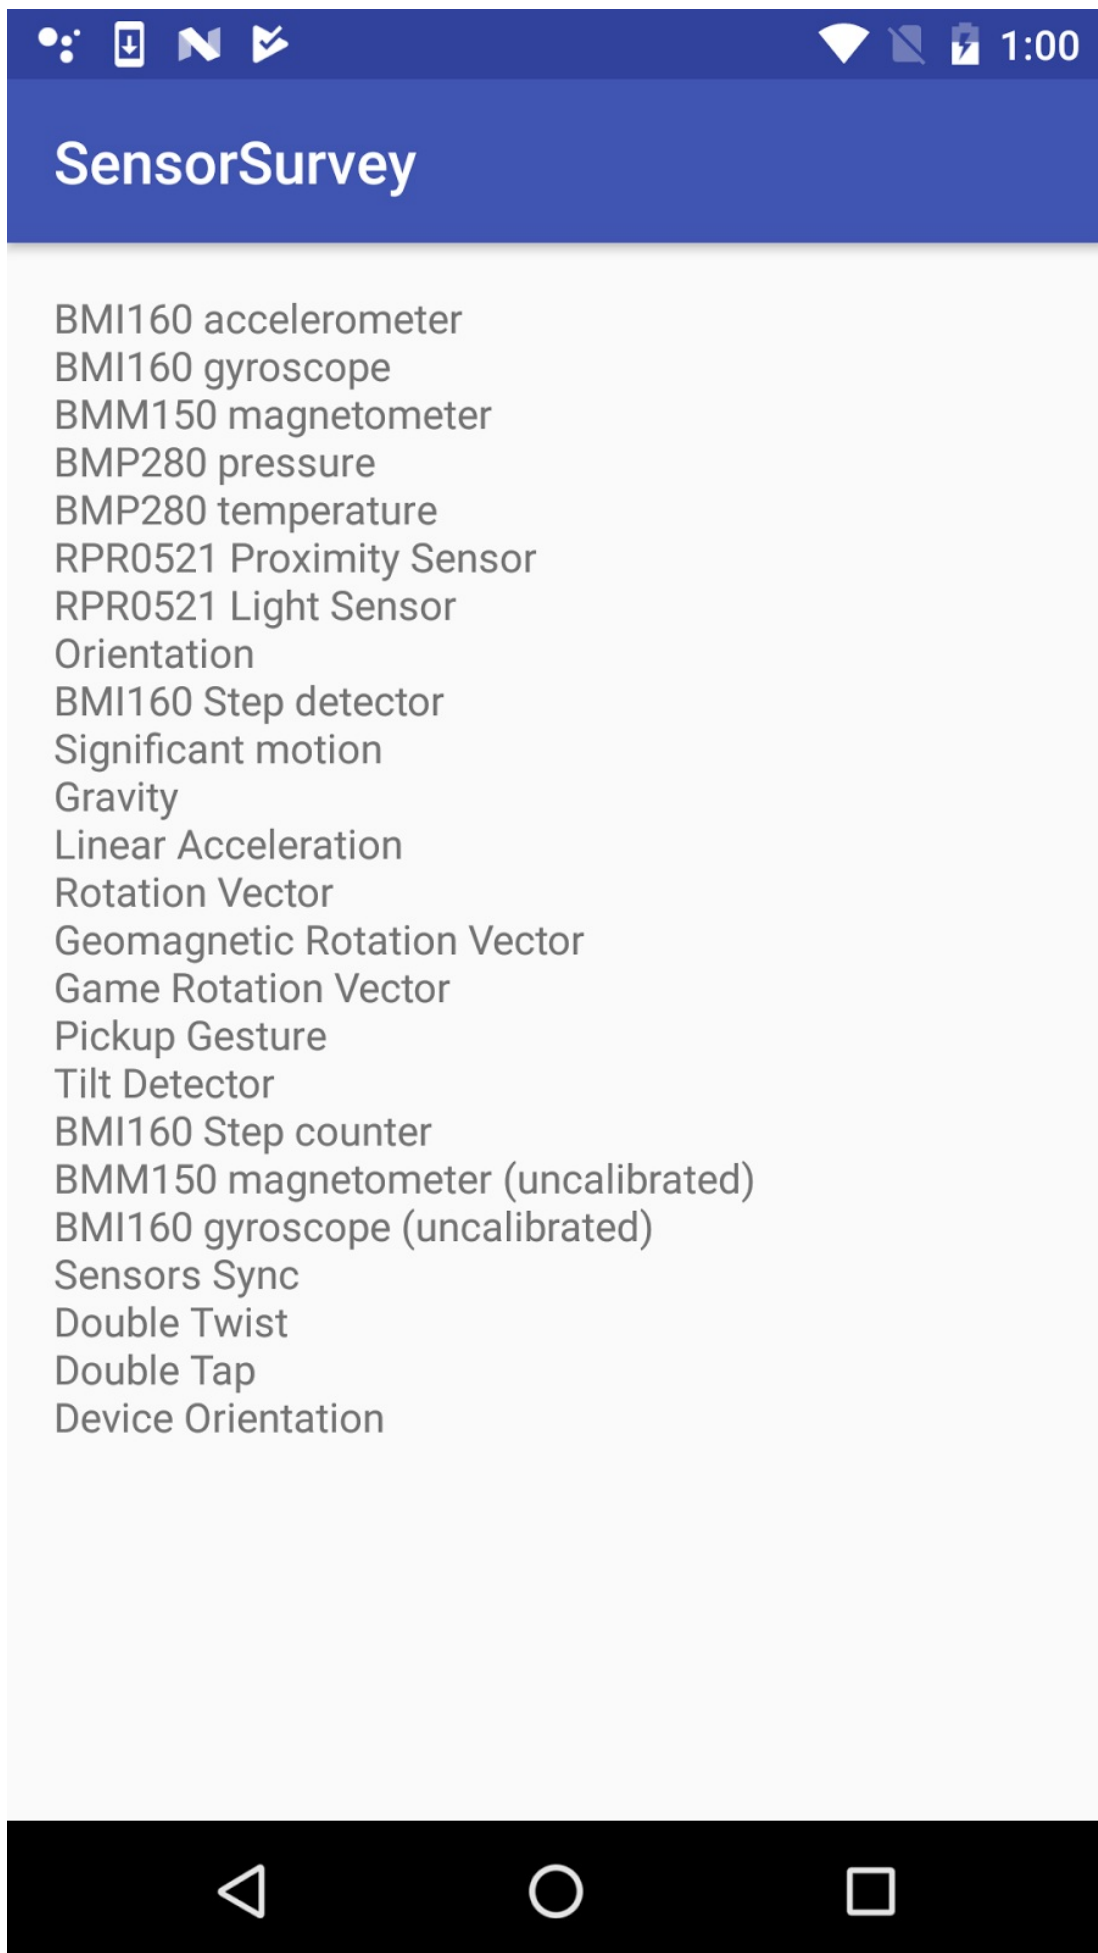 1:00
SensorSurvey
BMI160 accelerometer
BMI160 gyroscope
BMM150 magnetometer
BMP280 pressure
BMP280 temperature
RPR0521 Proximity Sensor
RPR0521 Light Sensor
Orientation
BMI160 Step detector
Significant motion
Gravity
Linear Acceleration
Rotation Vector
Geomagnetic Rotation Vector
Game Rotation Vector
Pickup Gesture
Tilt Detector
BMI160 Step counter
BMM150 magnetometer (uncalibrated)
BMI160 gyroscope (uncalibrated)
Sensors Sync
Double Twist
Double Tap
Device Orientation